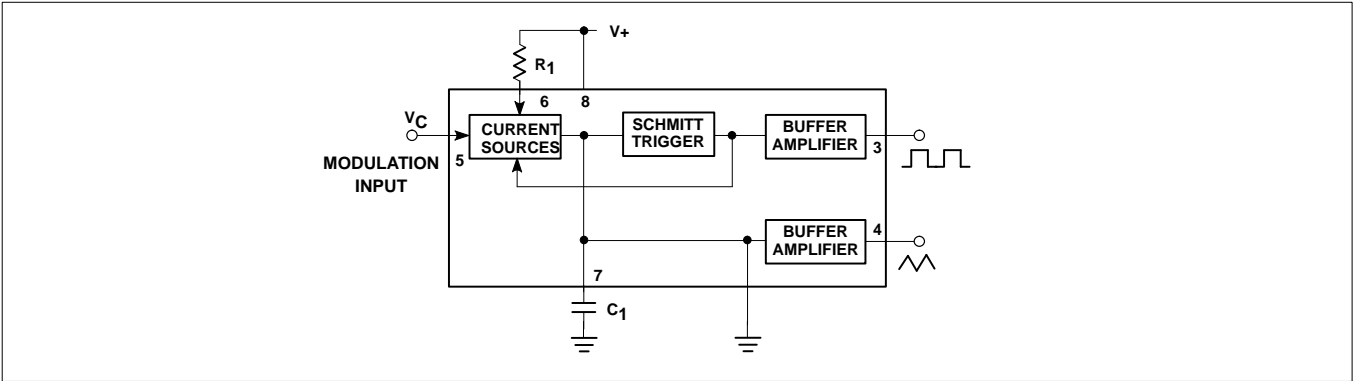 V+
R1
6
8
VC
CURRENT
SOURCES
SCHMITT
TRIGGER
BUFFER
AMPLIFIER
3
5
MODULATION
INPUT
BUFFER
AMPLIFIER
4
7
C1